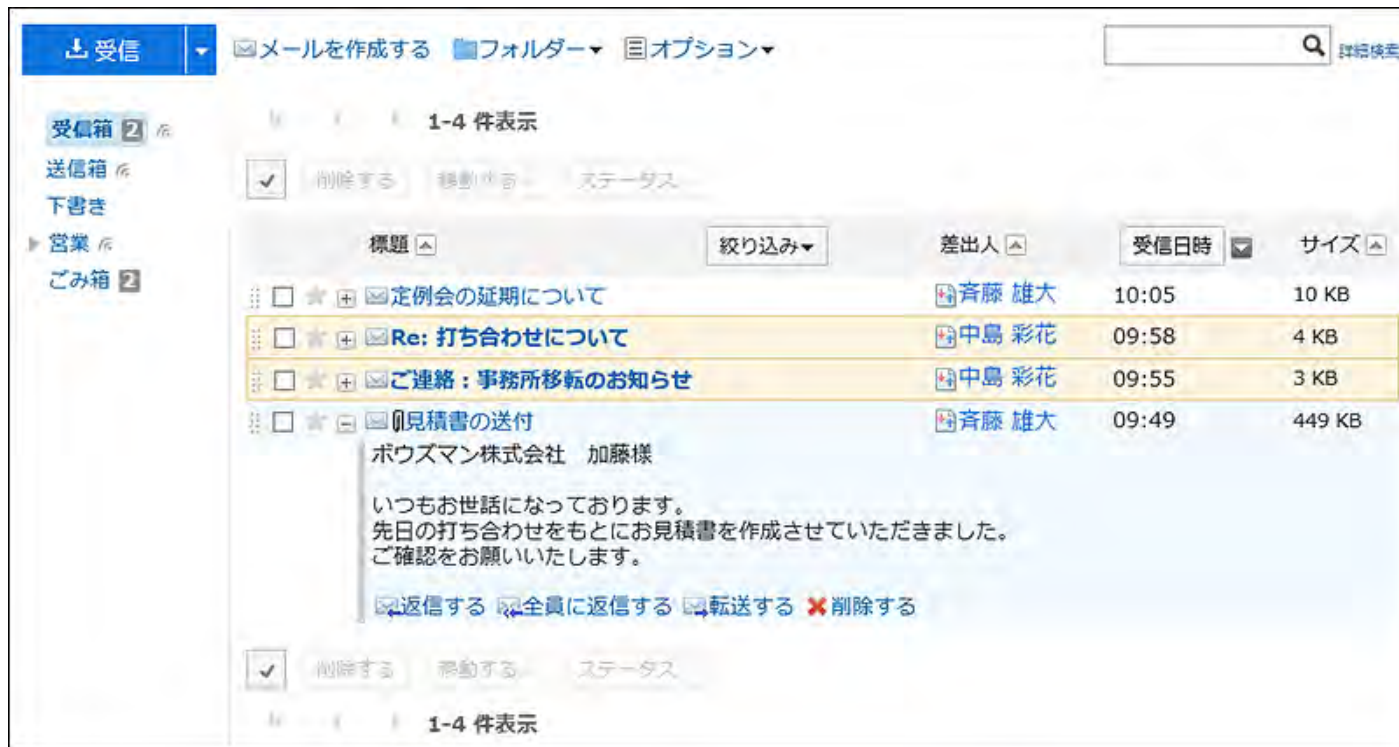 受信 メールを作成する フォルダー▼ オプション▼ 詳細検索
受信箱 2
送信箱
下書き
営業
ごみ箱 2
1-4 件表示
削除する 移動する... ステータス...
標題 絞り込み▼ 差出人 受信日時 サイズ
定例会の延期について 斉藤 雄大 10:05 10 KB
Re: 打ち合わせについて 中島 彩花 09:58 4 KB
ご連絡：事務所移転のお知らせ 中島 彩花 09:55 3 KB
見積書の送付 斉藤 雄大 09:49 449 KB
ボウズマン株式会社　加藤様
いつもお世話になっております。
先日の打ち合わせをもとにお見積書を作成させていただきました。
ご確認をお願いいたします。
返信する 全員に返信する 転送する 削除する
削除する 移動する... ステータス...
1-4 件表示